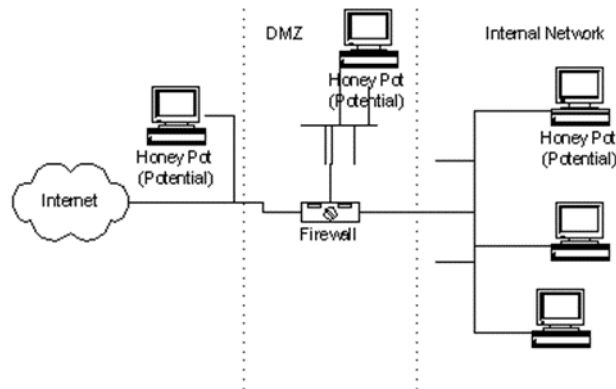 DMZ
Internal Network
Honey Pot
(Potential)
Honey Pot
(Potential)
Honey Pot
(Potential)
Internet
Firewall